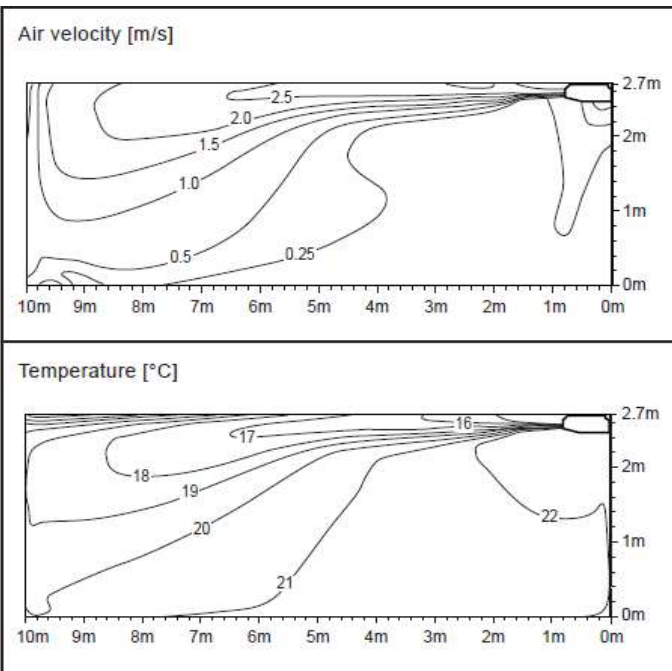 Air velocity [m/s]
2.7m
2.5
2.0
2m
1.5
1.0
1m
0.5
0.25
0m
10m 9m 8m 7m 6m 5m 4m 3m 2m 1m 0m
Temperature [°C]
2.7m
16
17
2m
18
19
22
20
1m
21
0m
10m 9m 8m 7m 6m 5m 4m 3m 2m 1m 0m